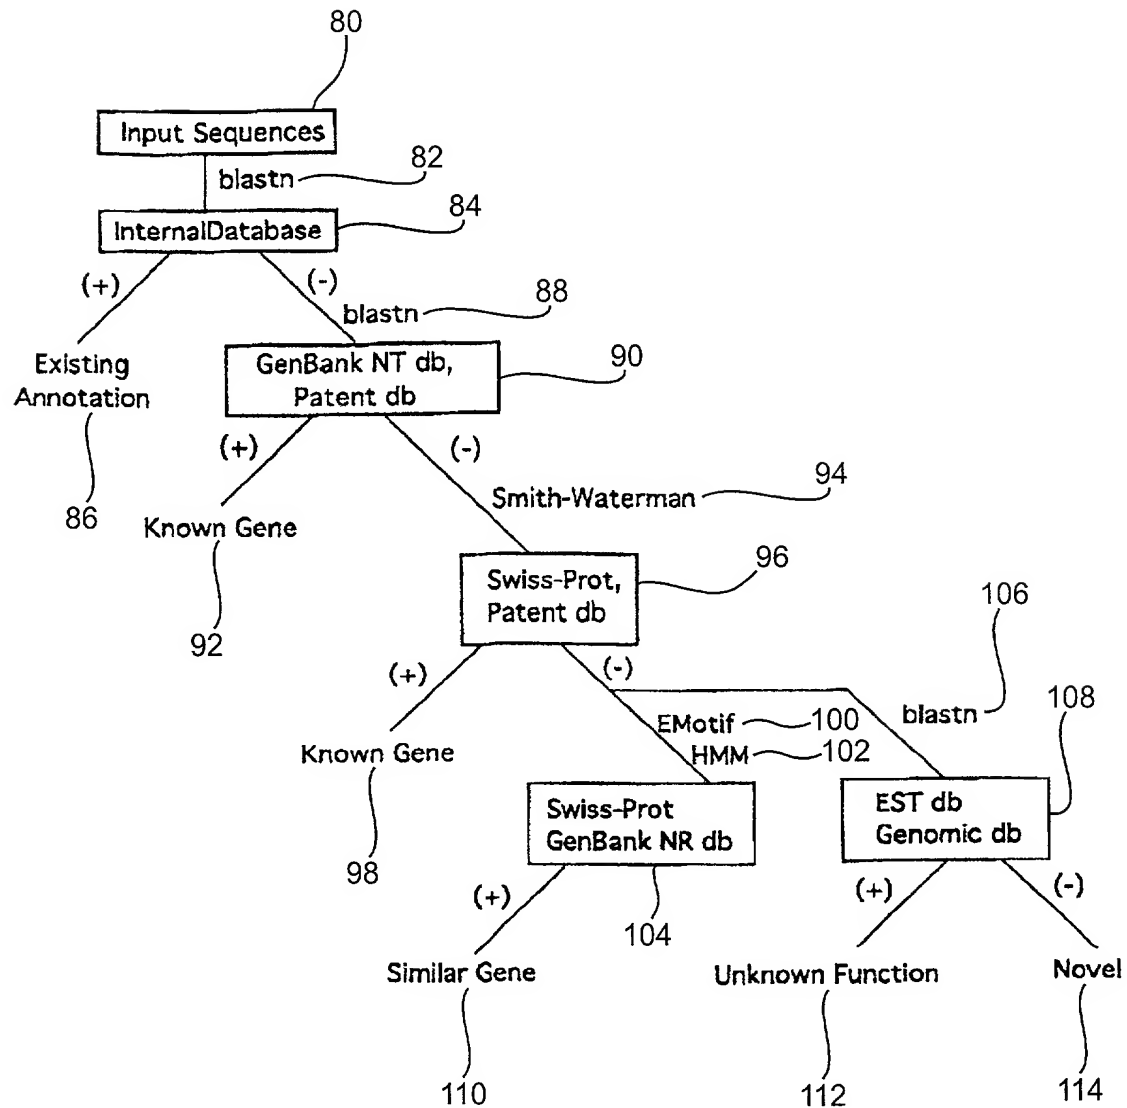 80
Input Sequences
blastn
82
InternalDatabase
84
(+)
(-)
blastn
88
Existing
Annotation
86
GenBank NT db,
Patent db
90
(+)
(-)
Known Gene
92
Smith-Waterman
94
Swiss-Prot,
Patent db
96
(+)
(-)
Known Gene
98
EMotif
100
HMM
102
blastn
106
Swiss-Prot
GenBank NR db
104
EST db
Genomic db
108
(+)
(+)
(-)
Similar Gene
Unknown Function
Novel
110
112
114